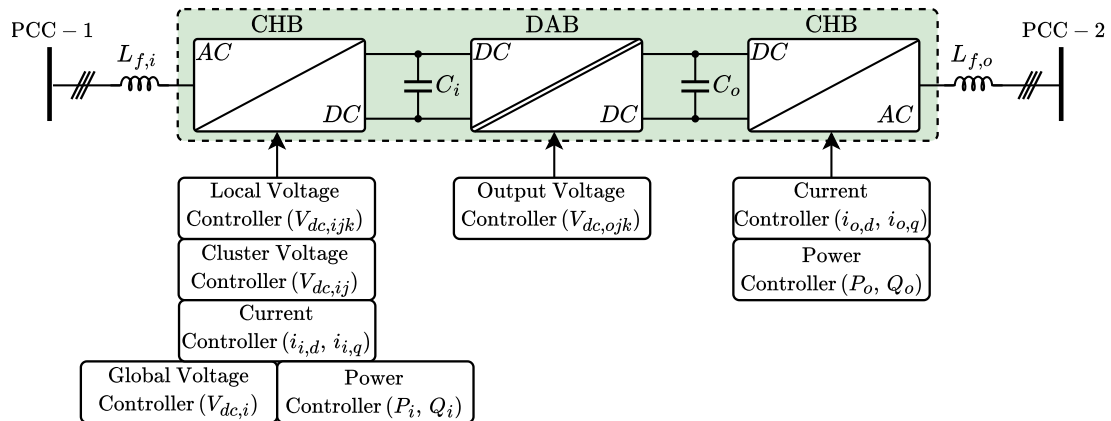 CHB
DAB
CHB
PCC − 1
PCC − 2
L_{f,i}
AC
DC
C_i
DC
DC
C_o
DC
AC
L_{f,o}
Local Voltage
Controller (V_{dc,ijk})
Cluster Voltage
Controller (V_{dc,ij})
Current
Controller (i_{i,d}, i_{i,q})
Global Voltage
Controller (V_{dc,i})
Power
Controller (P_i, Q_i)
Output Voltage
Controller (V_{dc,ojk})
Current
Controller (i_{o,d}, i_{o,q})
Power
Controller (P_o, Q_o)